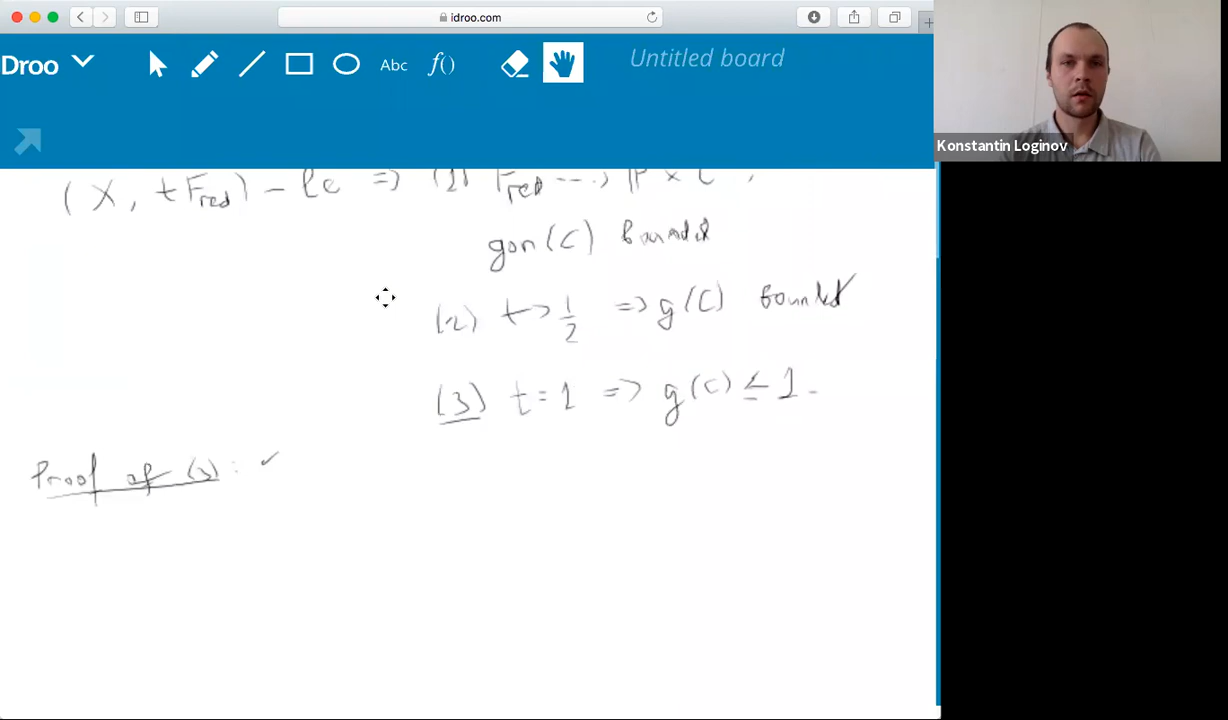 idroo.com
Droo Abc f() Untitled board
Konstantin Loginov
(X, tF_red) - lc => (1) F_red ---> P × C,
gon(C) bounded
(2) t > 1/2 => g(C) bounded
(3) t = 1 => g(C) ≤ 1
Proof of (3):